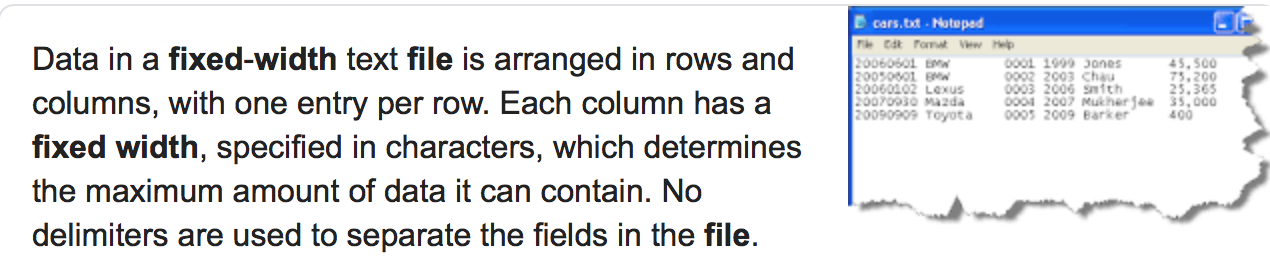 Data in a fixed-width text file is arranged in rows and
columns, with one entry per row. Each column has a
fixed width, specified in characters, which determines
the maximum amount of data it can contain. No
delimiters are used to separate the fields in the file.
cars.txt - Notepad
File Edit Format View Help
20060601 BMW 0001 1999 Jones 45,500
20050601 BMW 0002 2003 Chau 75,200
20060102 Lexus 0003 2006 Smith 25,365
20070930 Mazda 0004 2007 Mukherjee 35,000
20090909 Toyota 0005 2009 Barker 400